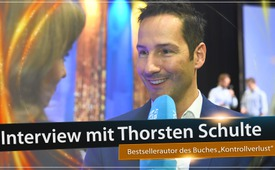 Interview mit Thorsten Schulte
Bestsellerautor des Buches „Kontrollverlust"